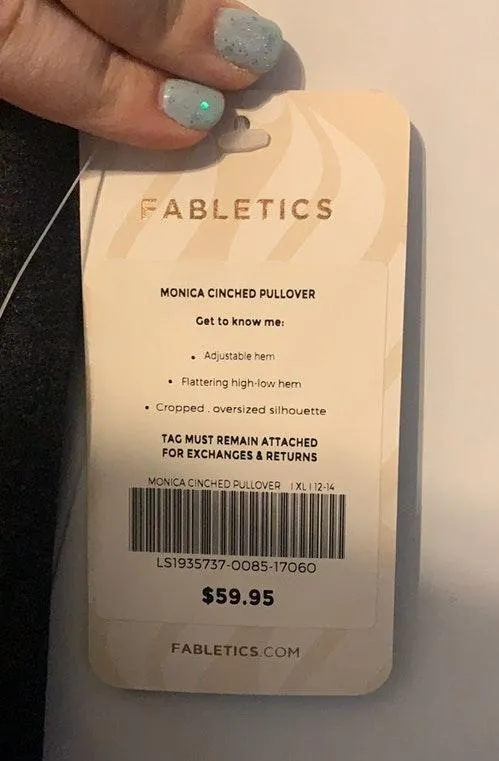 FABLETICS
MONICA CINCHED PULLOVER
Get to know me:
• Adjustable hem
• Flattering high-low hem
• Cropped . oversized silhouette
TAG MUST REMAIN ATTACHED
FOR EXCHANGES & RETURNS
MONICA CINCHED PULLOVER | XL | 12-14
LS1935737-0085-17060
$59.95
FABLETICS.COM